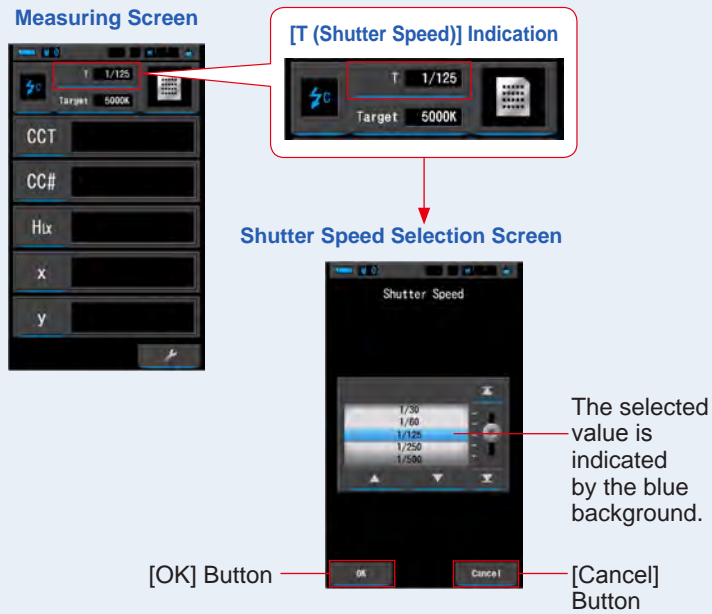 Measuring Screen
T 1/125
Target 5000K
CCT
CC#
Hlx
x
y
[T (Shutter Speed)] Indication
T 1/125
Target 5000K
Shutter Speed Selection Screen
Shutter Speed
1/30
1/60
1/125
1/250
1/500
OK
Cancel
The selected
value is
indicated
by the blue
background.
[OK] Button
[Cancel]
Button